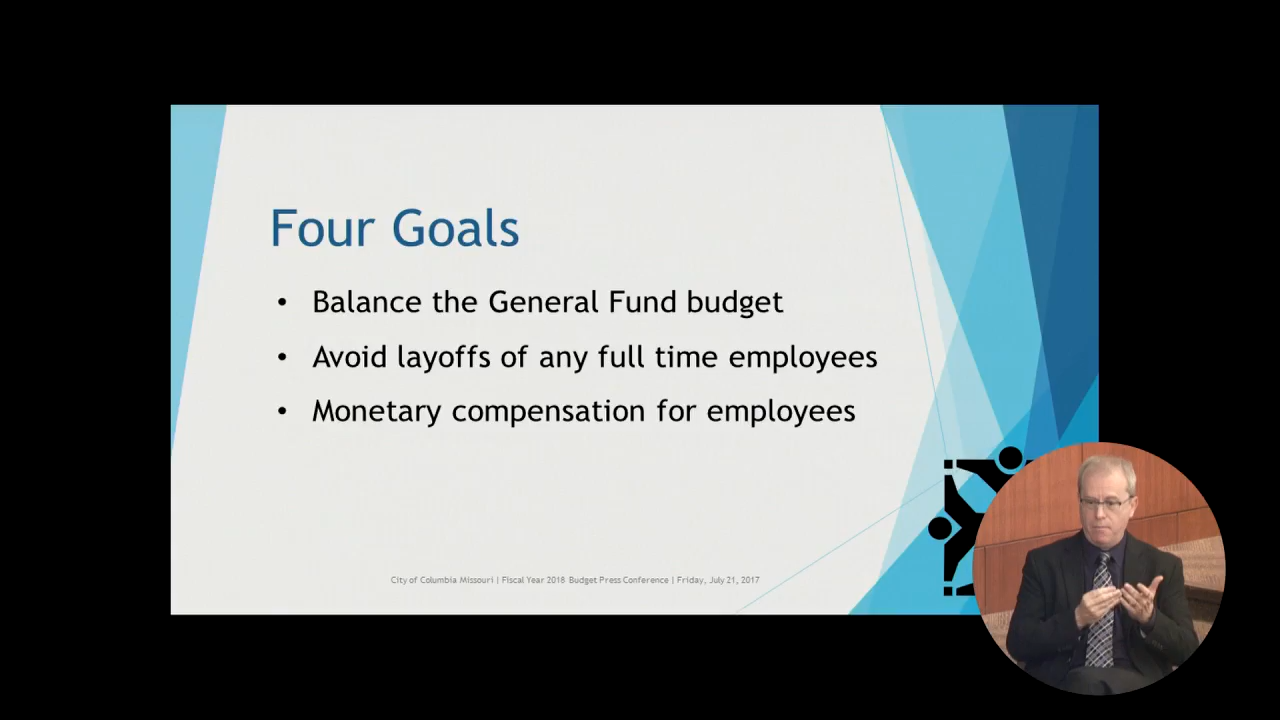 Four Goals
• Balance the General Fund budget
• Avoid layoffs of any full time employees
• Monetary compensation for employees
City of Columbia Missouri | Fiscal Year 2018 Budget Press Conference | Friday, July 21, 2017